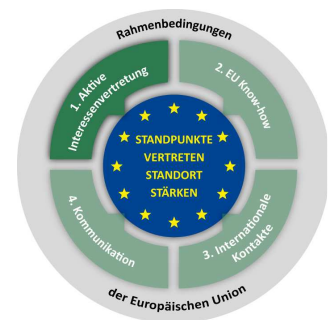 Rahmenbedingungen
1. Aktive
Interessenvertretung
2. EU Know-how
STANDPUNKTE
VERTRETEN
STANDORT
STÄRKEN
4. Kommunikation
3. Internationale
Kontakte
der Europäischen Union